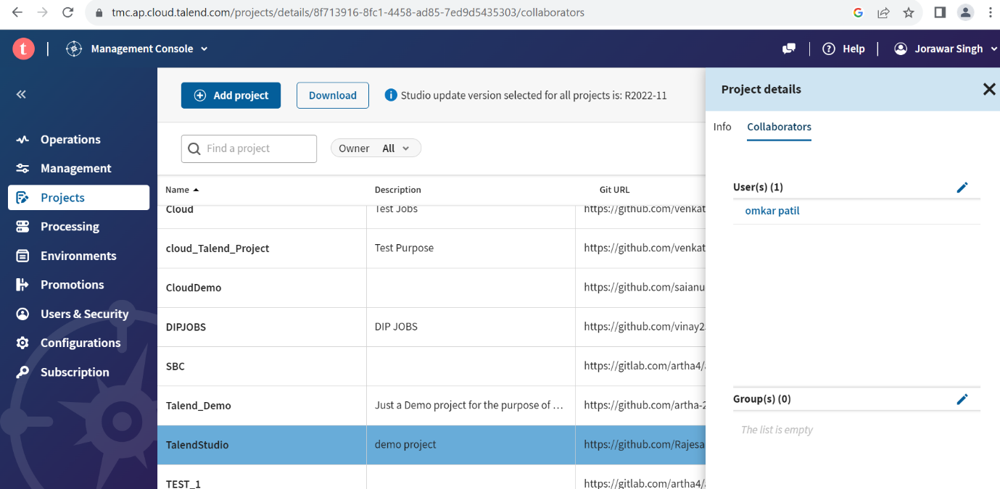 tmc.ap.cloud.talend.com/projects/details/8f713916-8fc1-4458-ad85-7ed9d5435303/collaborators
t
Management Console
Help
Jorawar Singh
Operations
Management
Projects
Processing
Environments
Promotions
Users & Security
Configurations
Subscription
Add project
Download
Studio update version selected for all projects is: R2022-11
Find a project
Owner All
Name Description Git URL
Cloud Test Jobs https://github.com/venkat
cloud_Talend_Project Test Purpose https://github.com/venkat
CloudDemo https://github.com/saianu
DIPJOBS DIP JOBS https://github.com/vinay2
SBC https://gitlab.com/artha4/
Talend_Demo Just a Demo project for the purpose of ... https://github.com/artha-2
TalendStudio demo project https://github.com/Rajesa
TEST_1 https://gitlab.com/artha4/
Project details
Info Collaborators
User(s) (1)
omkar patil
Group(s) (0)
The list is empty